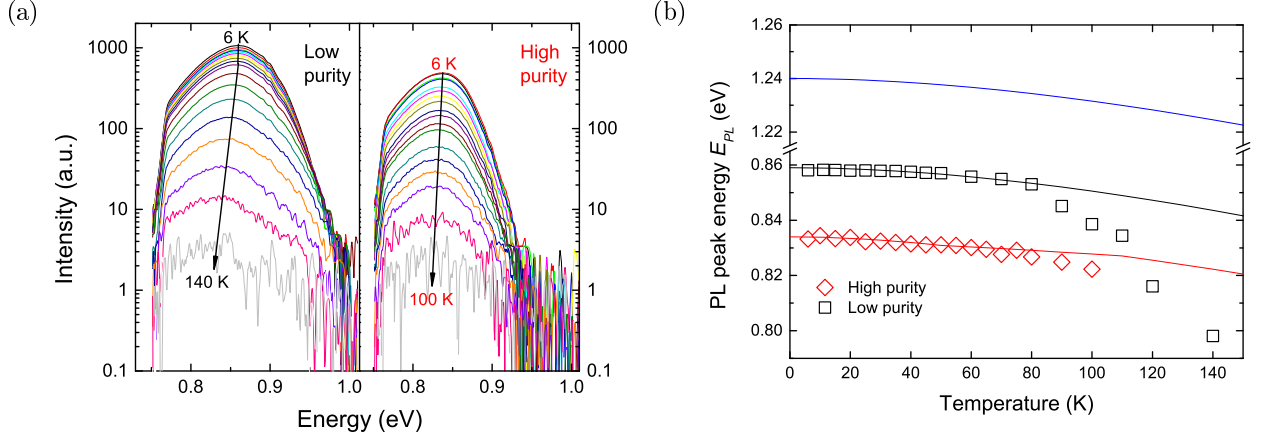 (a)
1000
100
10
1
0.1
Intensity (a.u.)
6 K
Low
purity
140 K
6 K
High
purity
100 K
1000
100
10
1
0.1
0.8
0.9
1.0
0.8
0.9
1.0
Energy (eV)
(b)
1.26
1.24
1.22
0.86
0.84
0.82
0.80
PL peak energy E_PL (eV)
High purity
Low purity
0
20
40
60
80
100
120
140
Temperature (K)